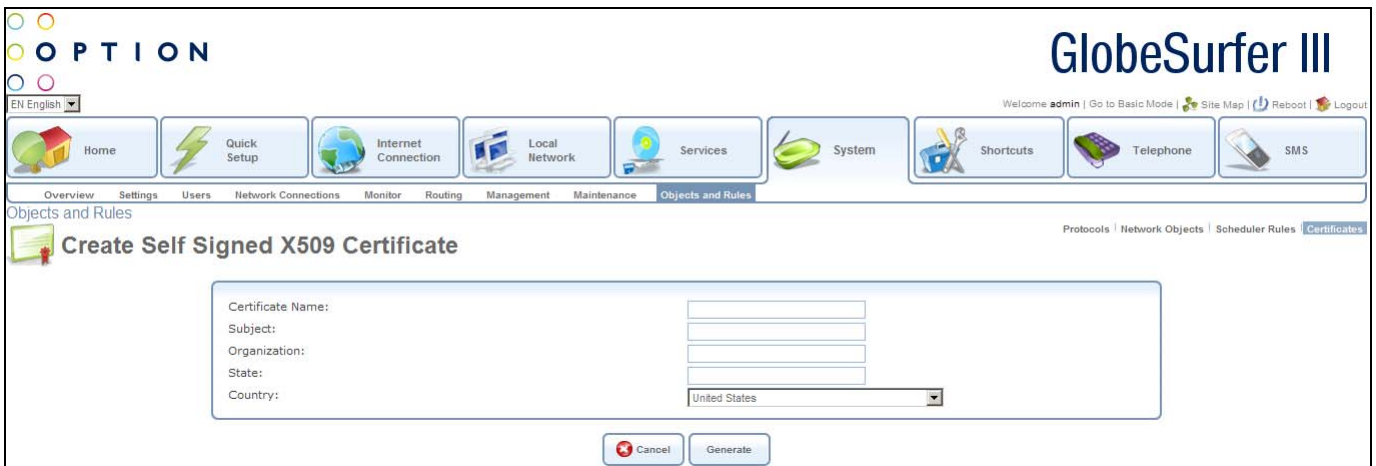 OPTION
GlobeSurfer III
EN English
Welcome admin | Go to Basic Mode | Site Map | Reboot | Logout
Home
Quick Setup
Internet Connection
Local Network
Services
System
Shortcuts
Telephone
SMS
Overview Settings Users Network Connections Monitor Routing Management Maintenance Objects and Rules
Objects and Rules
Protocols | Network Objects | Scheduler Rules | Certificates
Create Self Signed X509 Certificate
Certificate Name:
Subject:
Organization:
State:
Country: United States
Cancel Generate